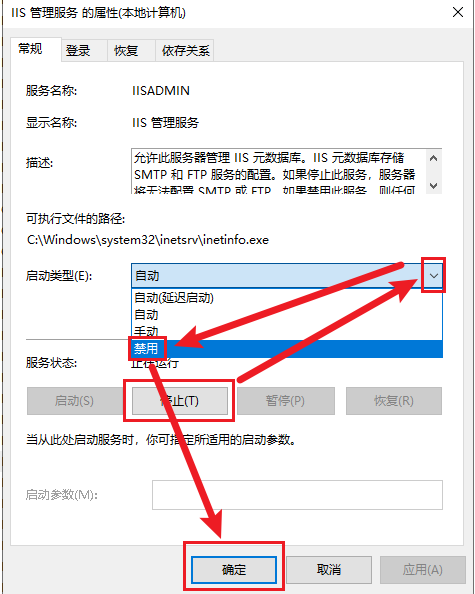 IIS 管理服务 的属性(本地计算机)
常规 登录 恢复 依存关系
服务名称: IISADMIN
显示名称: IIS 管理服务
描述: 允许此服务器管理 IIS 元数据库。IIS 元数据库存储
SMTP 和 FTP 服务的配置。如果停止此服务，服务器
将无法配置 SMTP 或 FTP。如果禁用此服务，则任何
可执行文件的路径:
C:\Windows\system32\inetsrv\inetinfo.exe
启动类型(E): 自动
自动(延迟启动)
自动
手动
禁用
服务状态: 正在运行
启动(S) 停止(T) 暂停(P) 恢复(R)
当从此处启动服务时，你可指定所适用的启动参数。
启动参数(M):
确定 取消 应用(A)